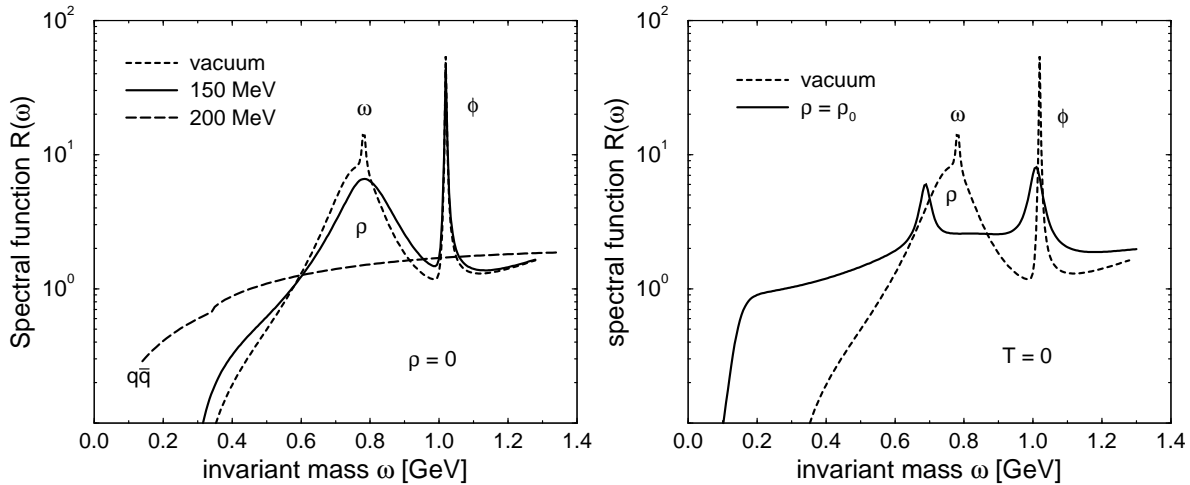 Spectral function R(ω)
10²
10¹
10⁰
vacuum
150 MeV
200 MeV
ω
ϕ
ρ
ρ = 0
qq̅
0.0 0.2 0.4 0.6 0.8 1.0 1.2 1.4
invariant mass ω [GeV]
spectral function R(ω)
10²
10¹
10⁰
vacuum
ρ = ρ₀
ω
ϕ
ρ
T = 0
0.0 0.2 0.4 0.6 0.8 1.0 1.2 1.4
invariant mass ω [GeV]